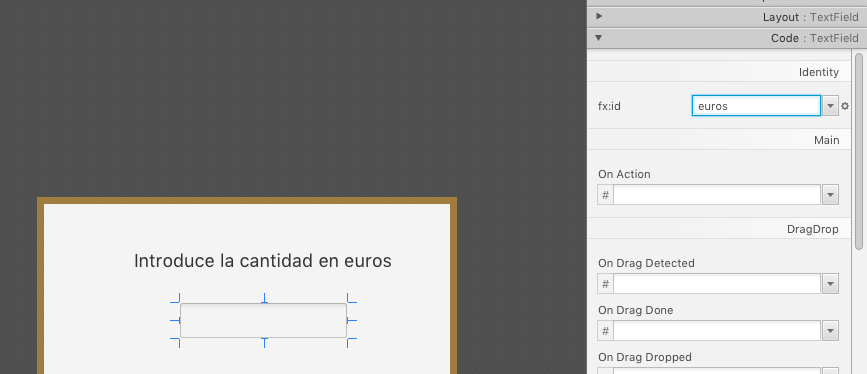 Layout : TextField
Code : TextField
Identity
fx:id
euros
Main
On Action
#
DragDrop
On Drag Detected
#
On Drag Done
#
On Drag Dropped
Introduce la cantidad en euros